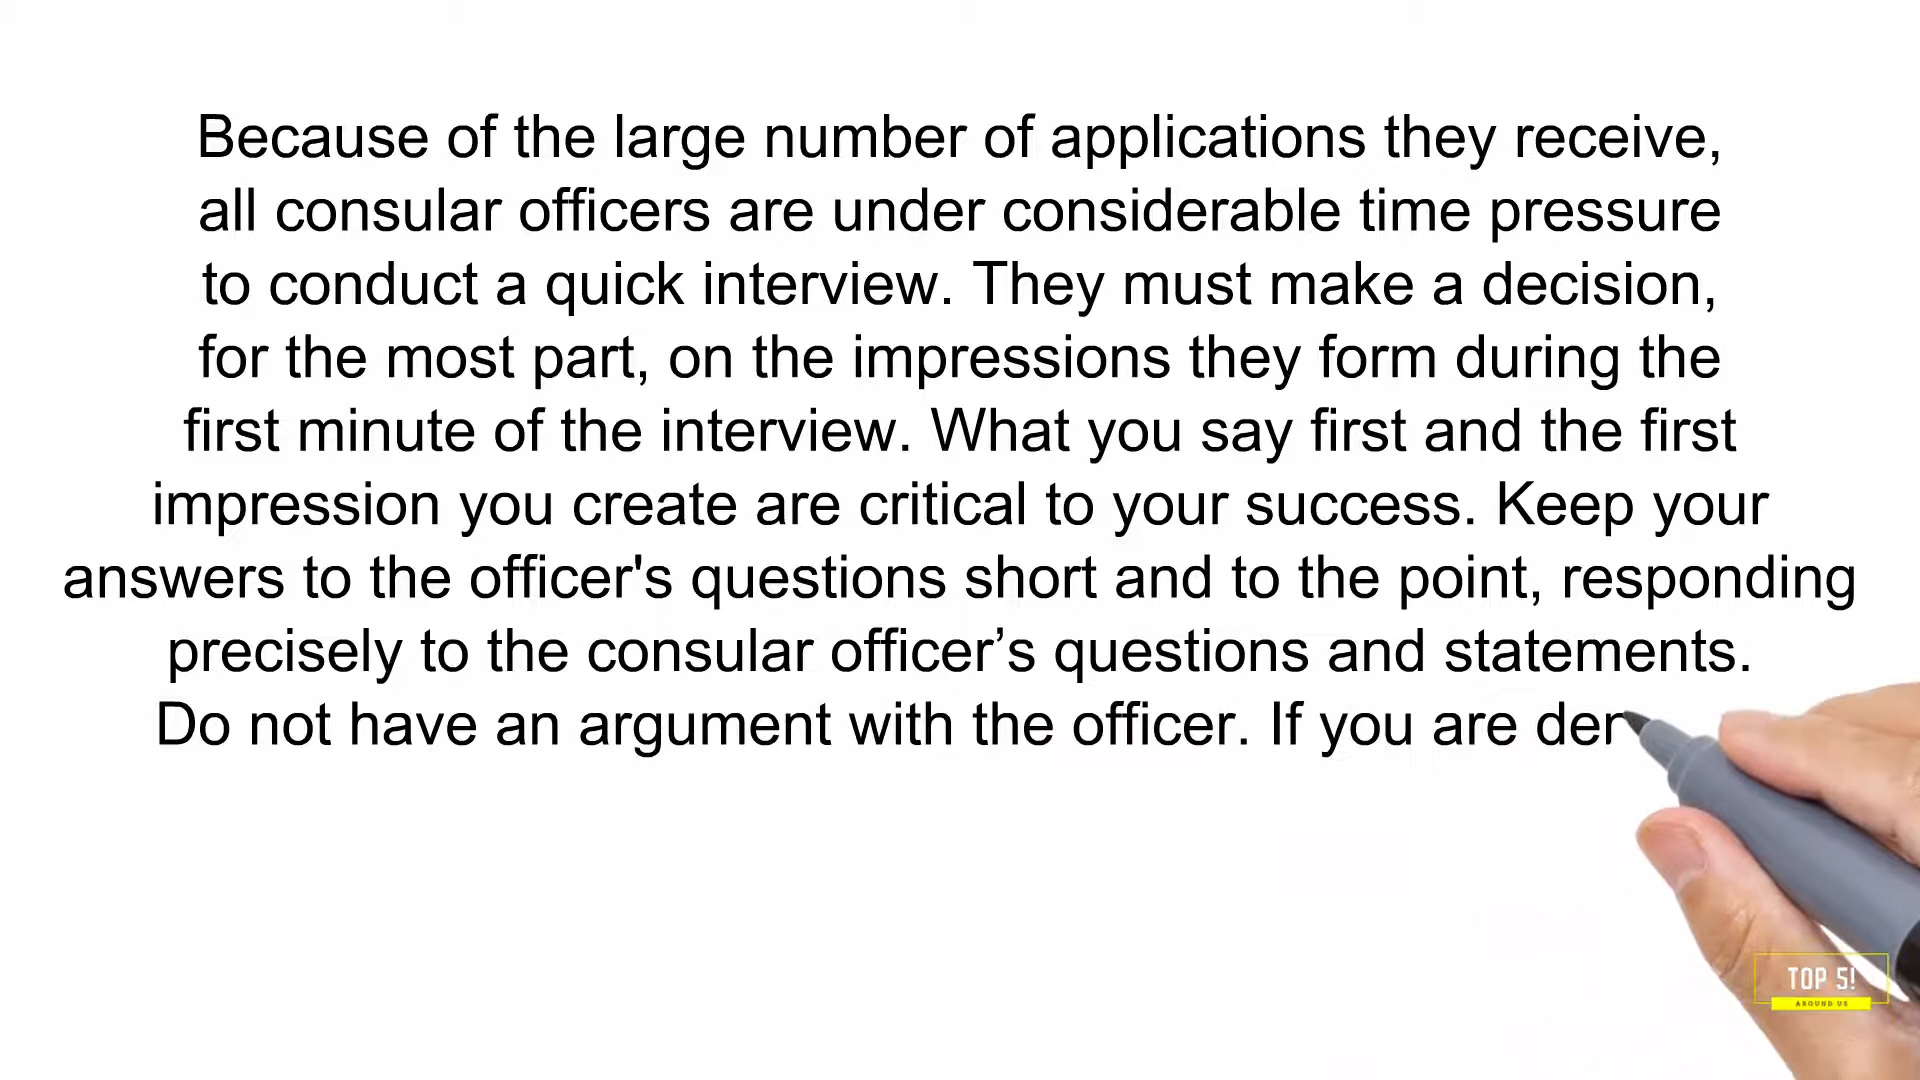 Because of the large number of applications they receive,
all consular officers are under considerable time pressure
to conduct a quick interview. They must make a decision,
for the most part, on the impressions they form during the
first minute of the interview. What you say first and the first
impression you create are critical to your success. Keep your
answers to the officer's questions short and to the point, responding
precisely to the consular officer’s questions and statements.
Do not have an argument with the officer. If you are
TOP 5!
AROUND US